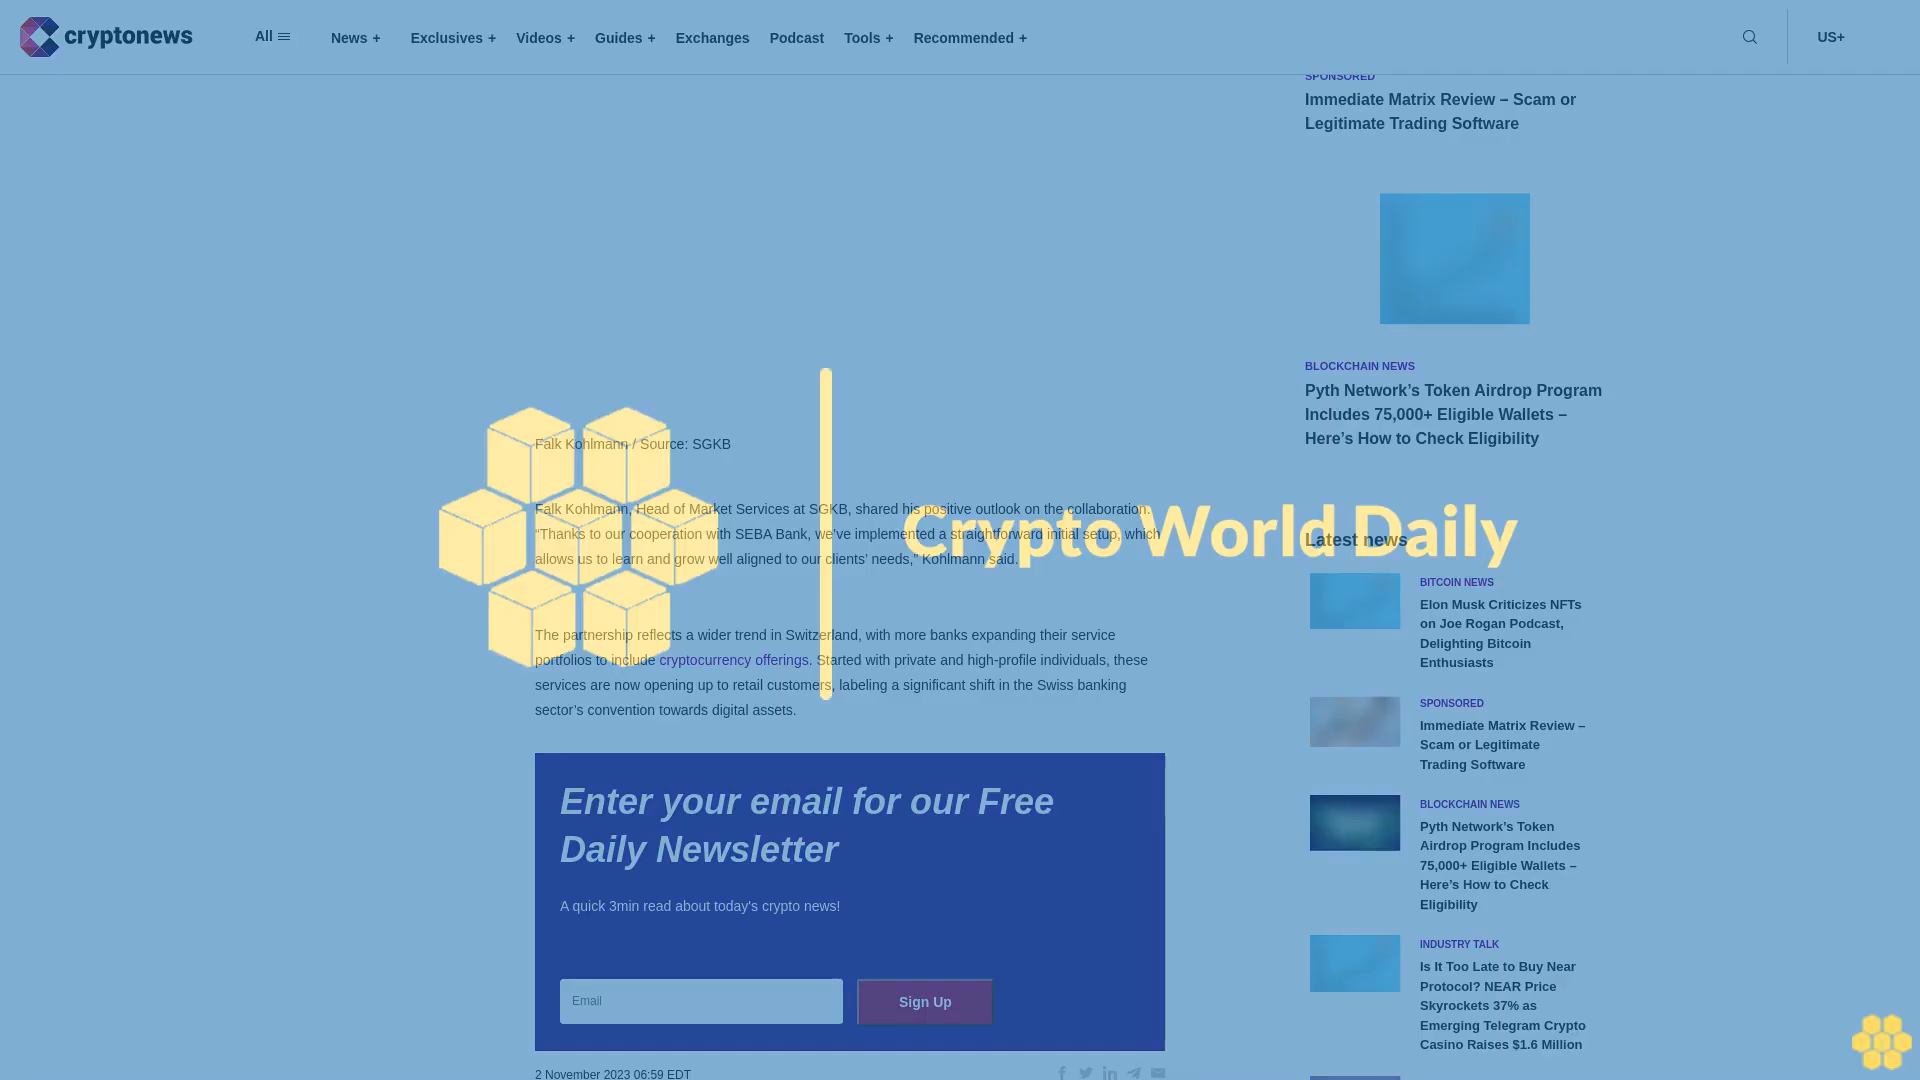 cryptonews
All
News +
Exclusives +
Videos +
Guides +
Exchanges
Podcast
Tools +
Recommended +
US+
SPONSORED
Immediate Matrix Review – Scam or
Legitimate Trading Software
BLOCKCHAIN NEWS
Pyth Network’s Token Airdrop Program
Includes 75,000+ Eligible Wallets –
Here’s How to Check Eligibility
Falk Kohlmann / Source: SGKB
Falk Kohlmann, Head of Market Services at SGKB, shared his positive outlook on the collaboration.
“Thanks to our cooperation with SEBA Bank, we’ve implemented a straightforward initial setup, which
allows us to learn and grow well aligned to our clients’ needs,” Kohlmann said.
Crypto World Daily
The partnership reflects a wider trend in Switzerland, with more banks expanding their service
portfolios to include cryptocurrency offerings. Started with private and high-profile individuals, these
services are now opening up to retail customers, labeling a significant shift in the Swiss banking
sector’s convention towards digital assets.
Enter your email for our Free
Daily Newsletter
A quick 3min read about today's crypto news!
Email
Sign Up
2 November 2023 06:59 EDT
Latest news
BITCOIN NEWS
Elon Musk Criticizes NFTs
on Joe Rogan Podcast,
Delighting Bitcoin
Enthusiasts
SPONSORED
Immediate Matrix Review –
Scam or Legitimate
Trading Software
BLOCKCHAIN NEWS
Pyth Network’s Token
Airdrop Program Includes
75,000+ Eligible Wallets –
Here’s How to Check
Eligibility
INDUSTRY TALK
Is It Too Late to Buy Near
Protocol? NEAR Price
Skyrockets 37% as
Emerging Telegram Crypto
Casino Raises $1.6 Million